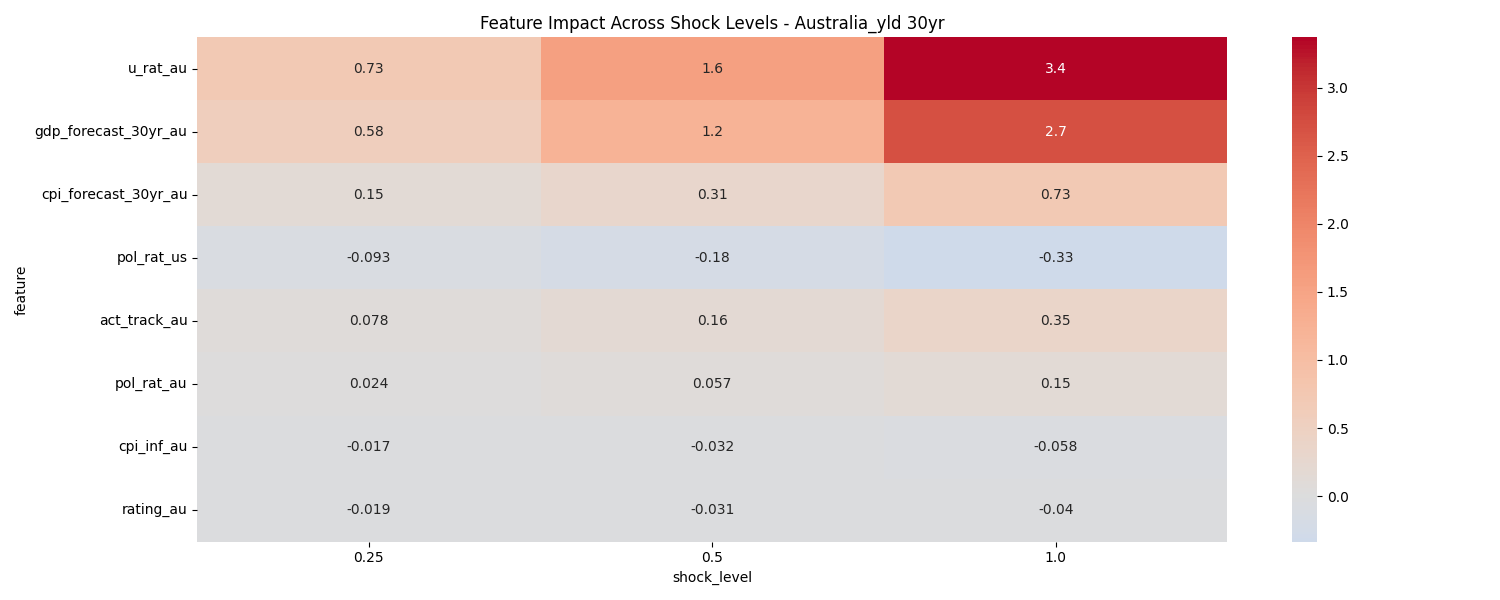 Feature Impact Across Shock Levels - Australia_yld 30yr
feature
u_rat_au 0.73 1.6 3.4
gdp_forecast_30yr_au 0.58 1.2 2.7
cpi_forecast_30yr_au 0.15 0.31 0.73
pol_rat_us -0.093 -0.18 -0.33
act_track_au 0.078 0.16 0.35
pol_rat_au 0.024 0.057 0.15
cpi_inf_au -0.017 -0.032 -0.058
rating_au -0.019 -0.031 -0.04
0.25 0.5 1.0
shock_level
3.0
2.5
2.0
1.5
1.0
0.5
0.0